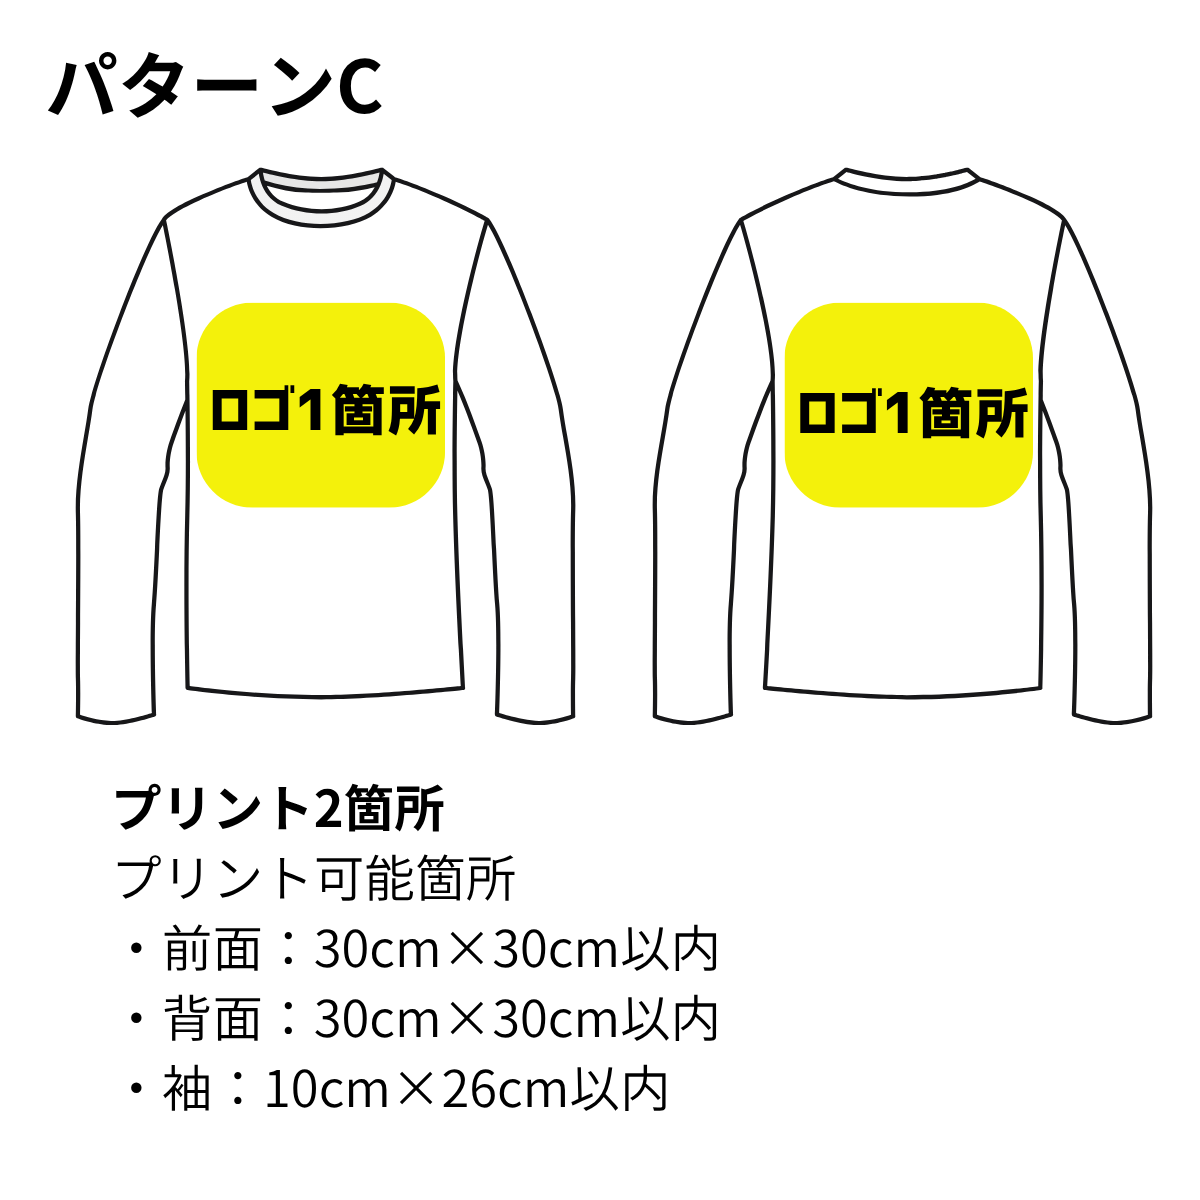 パターンC
ロゴ1箇所
ロゴ1箇所
プリント2箇所
プリント可能箇所
・前面：30cm×30cm以内
・背面：30cm×30cm以内
・袖：10cm×26cm以内